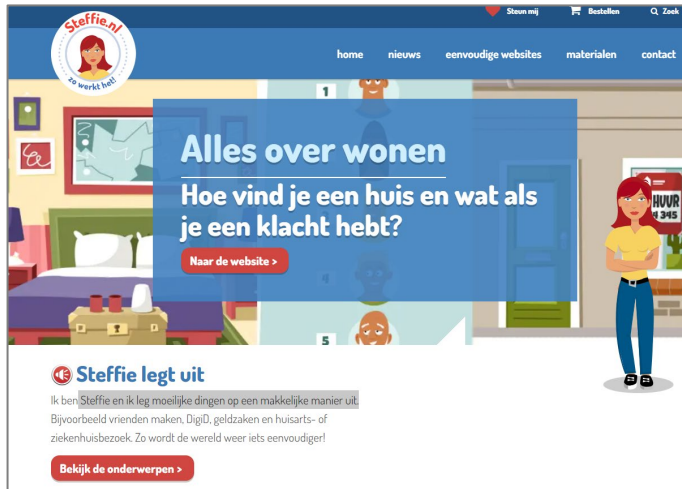 Steun mij
Bestellen
Zoek
Steffie.nl
zo werkt het!
home nieuws eenvoudige websites materialen contact
1
Alles over wonen
Hoe vind je een huis en wat als
je een klacht hebt?
Naar de website >
HUUR
345
4
5
Steffie legt uit
Ik ben Steffie en ik leg moeilijke dingen op een makkelijke manier uit.
Bijvoorbeeld vrienden maken, DigiD, geldzaken en huisarts- of
ziekenhuisbezoek. Zo wordt de wereld weer iets eenvoudiger!
Bekijk de onderwerpen >